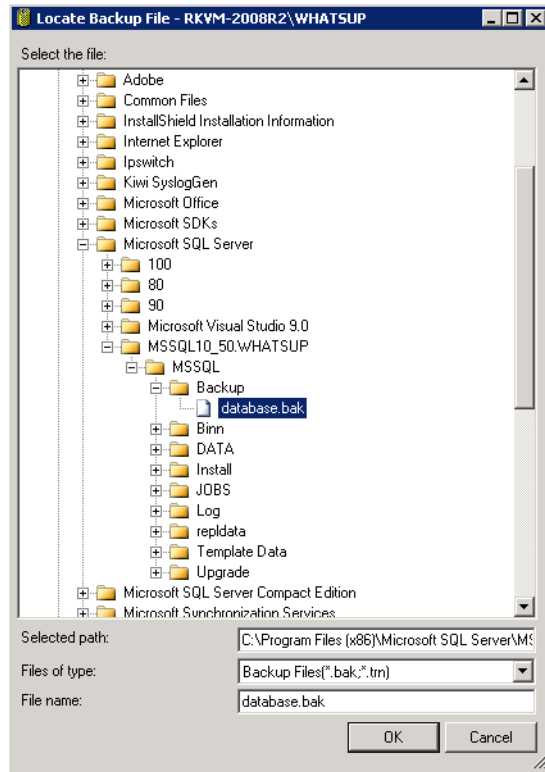 Locate Backup File - RKVM-2008R2\WHATSUP
Select the file:
Adobe
Common Files
InstallShield Installation Information
Internet Explorer
Ipswitch
Kiwi SyslogGen
Microsoft Office
Microsoft SDKs
Microsoft SQL Server
100
80
90
Microsoft Visual Studio 9.0
MSSQL10_50.WHATSUP
MSSQL
Backup
database.bak
Binn
DATA
Install
JOBS
Log
repldata
Template Data
Upgrade
Microsoft SQL Server Compact Edition
Microsoft Synchronization Services
Selected path: C:\Program Files (x86)\Microsoft SQL Server\MS
Files of type: Backup Files(*.bak;*.trn)
File name: database.bak
OK Cancel